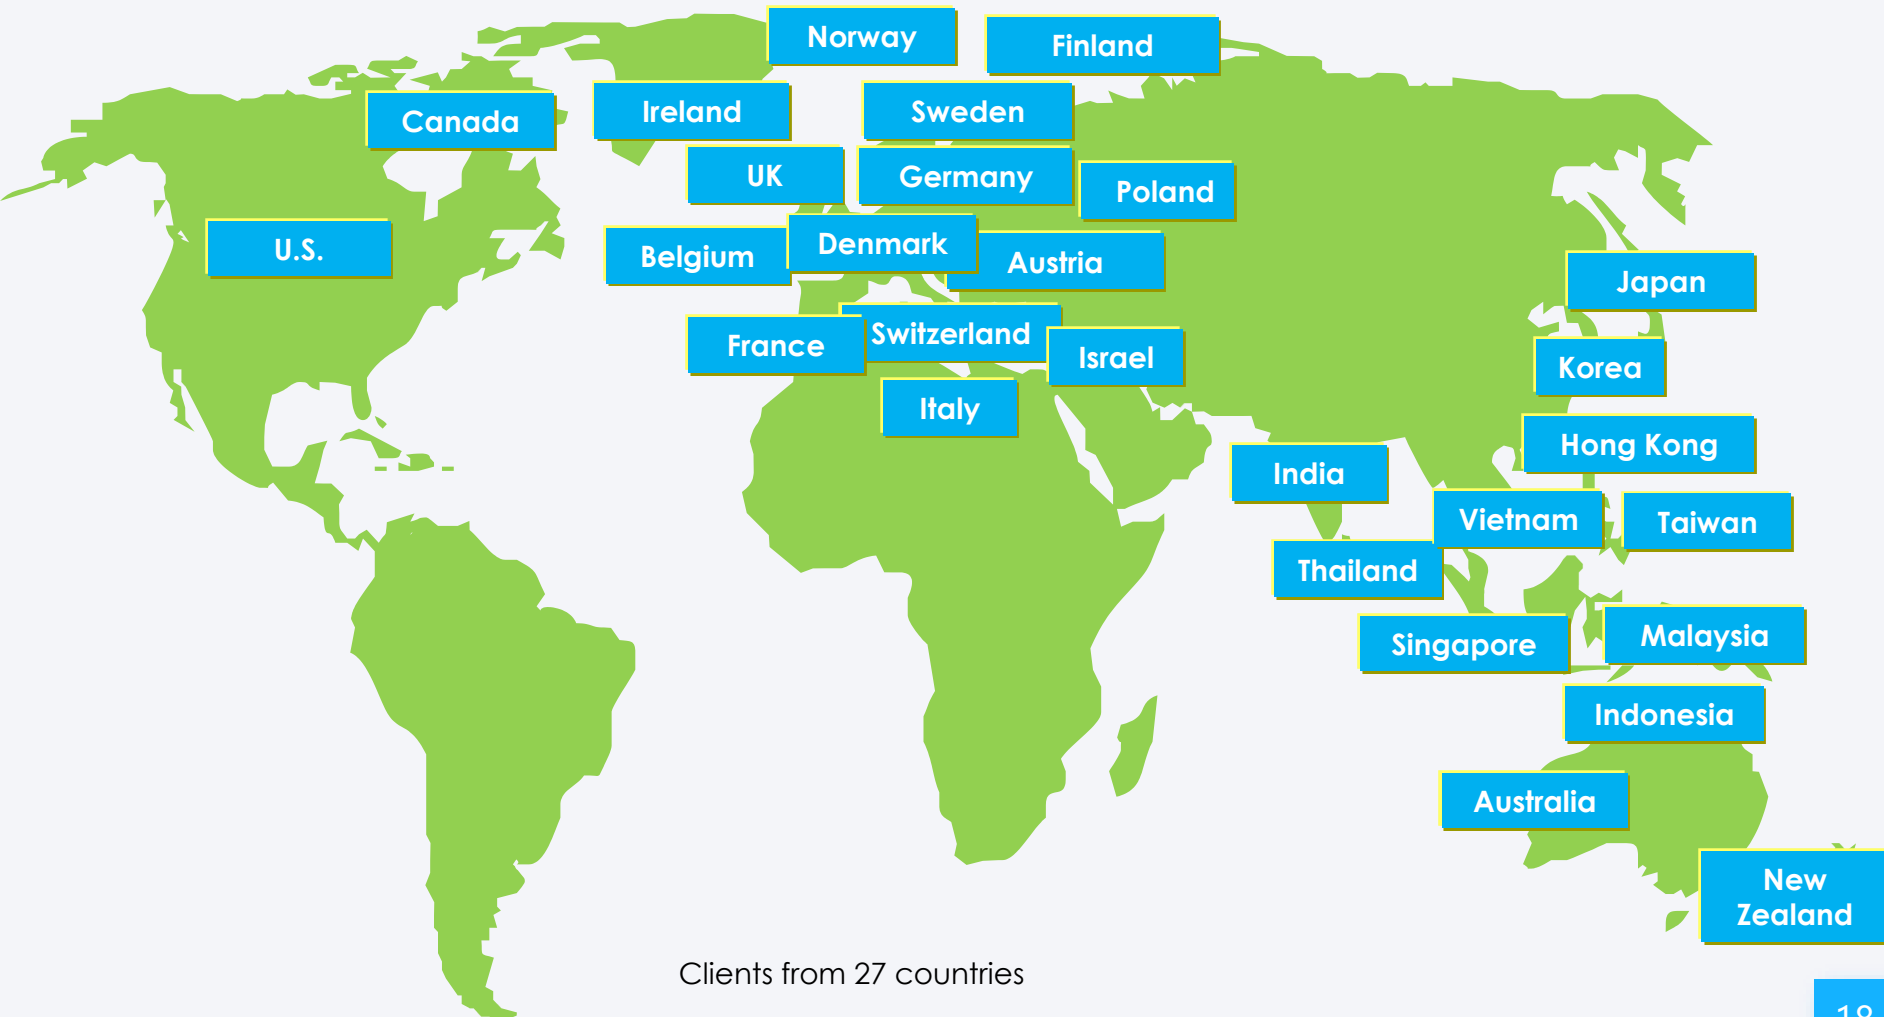 Norway
Finland
Canada
Ireland
Sweden
UK
Germany
Poland
U.S.
Belgium
Denmark
Austria
Japan
France
Switzerland
Israel
Korea
Italy
Hong Kong
India
Vietnam
Taiwan
Thailand
Singapore
Malaysia
Indonesia
Australia
New
Zealand
Clients from 27 countries